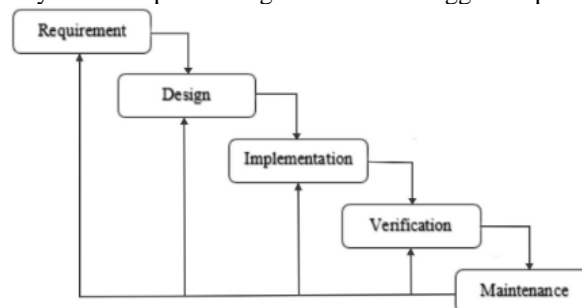 Requirement
Design
Implementation
Verification
Maintenance